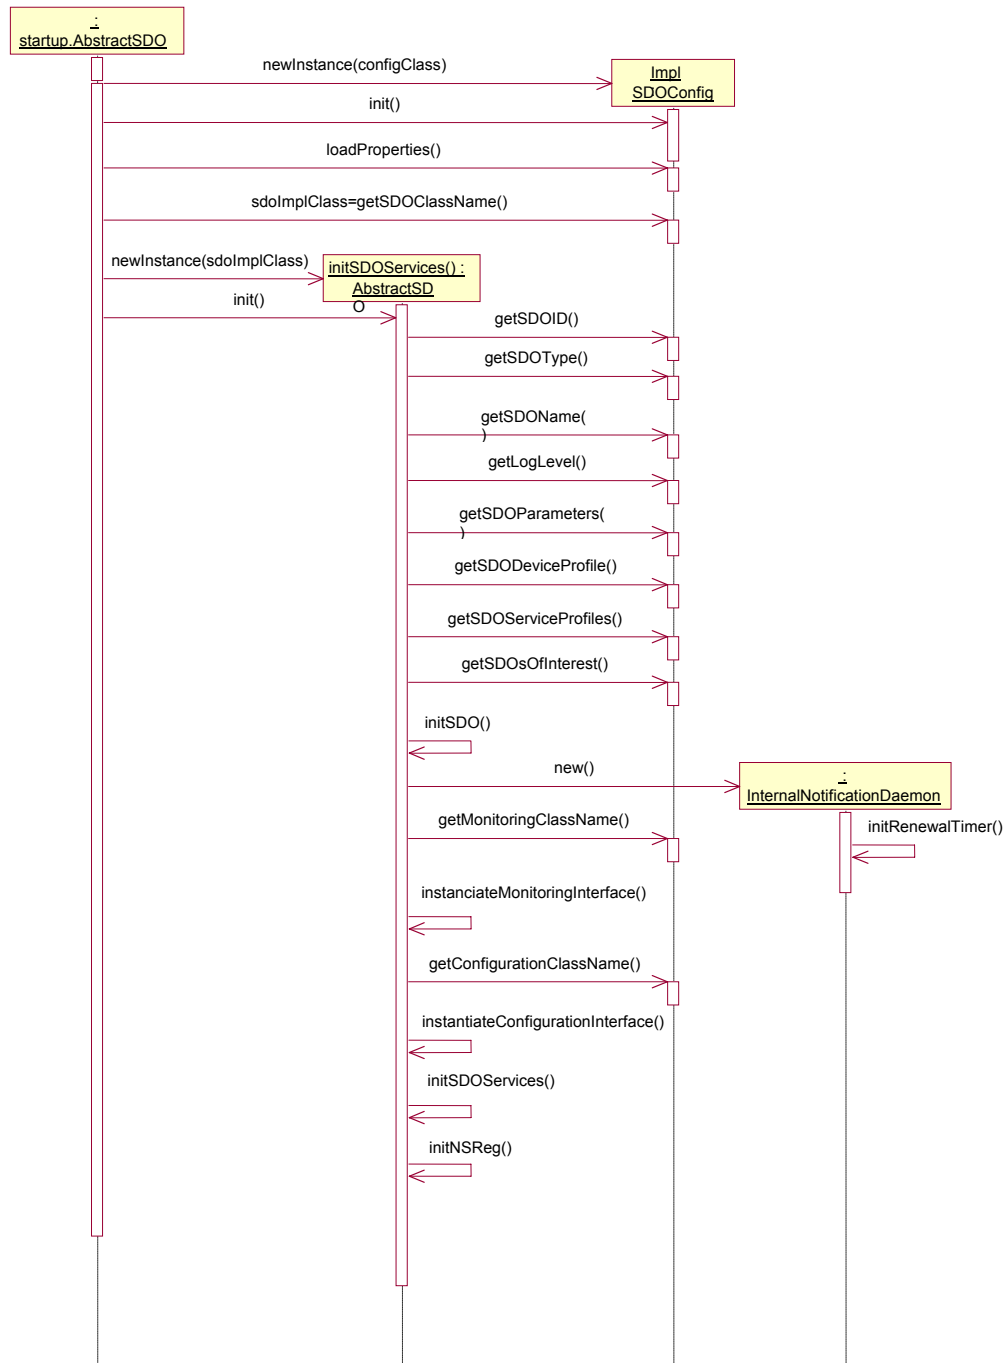 :
startup.AbstractSDO
newInstance(configClass)
Impl
SDOConfig
init()
loadProperties()
sdoImplClass=getSDOClassName()
newInstance(sdoImplClass)
initSDOServices() :
AbstractSD
O
init()
getSDOID()
getSDOType()
getSDOName(
)
getLogLevel()
getSDOParameters(
)
getSDODeviceProfile()
getSDOServiceProfiles()
getSDOsOfInterest()
initSDO()
new()
:
InternalNotificationDaemon
getMonitoringClassName()
initRenewalTimer()
instanciateMonitoringInterface()
getConfigurationClassName()
instantiateConfigurationInterface()
initSDOServices()
initNSReg()